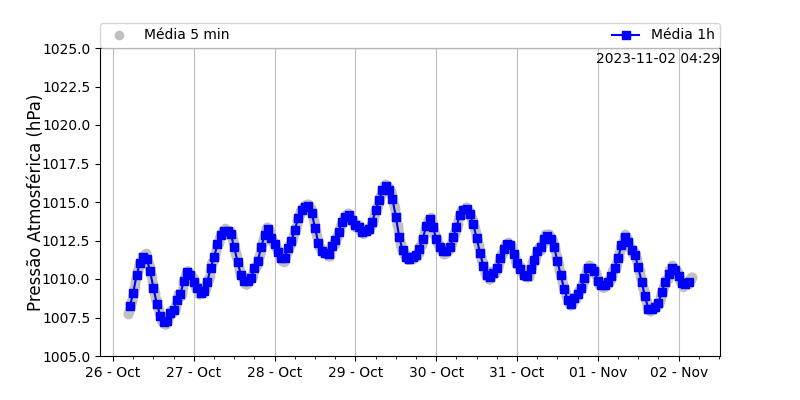 Média 5 min
Média 1h
2023-11-02 04:29
Pressão Atmosférica (hPa)
1025.0
1022.5
1020.0
1017.5
1015.0
1012.5
1010.0
1007.5
1005.0
26 - Oct 27 - Oct 28 - Oct 29 - Oct 30 - Oct 31 - Oct 01 - Nov 02 - Nov